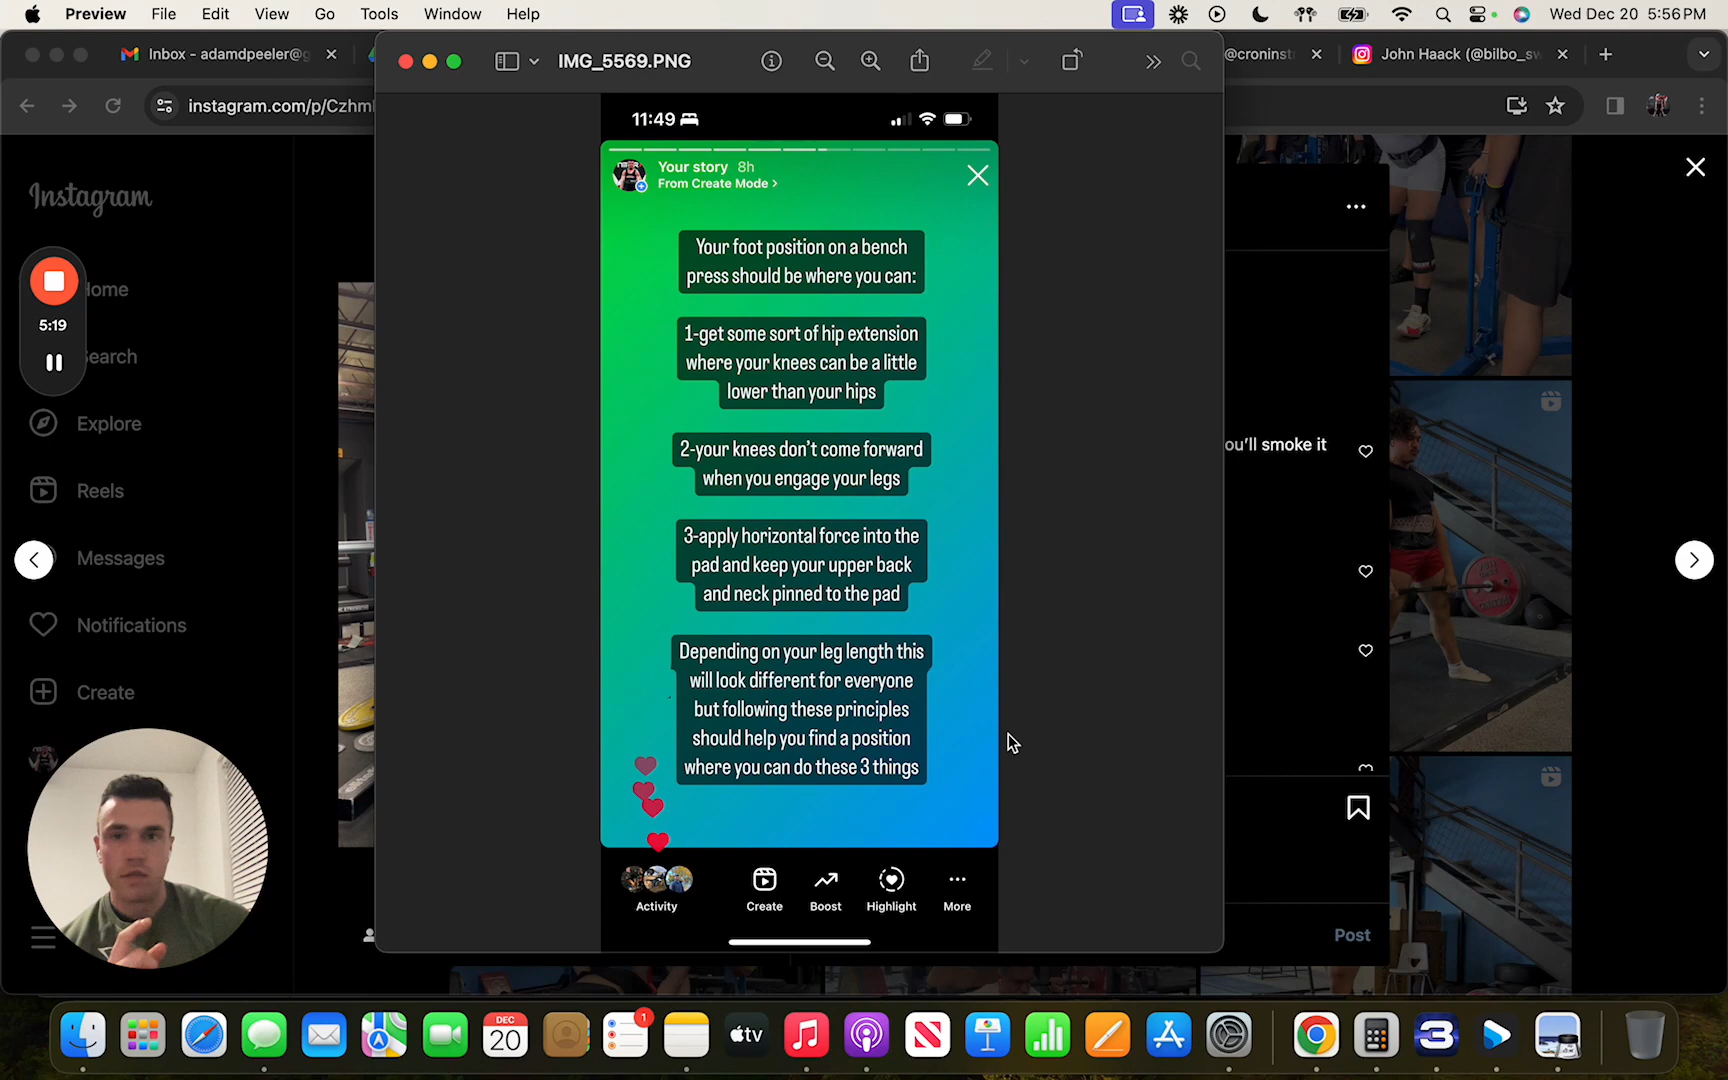 Preview File Edit View Go Tools Window Help
Wed Dec 20 5:56 PM
Inbox - adamdpeeler@g
IMG_5569.PNG
@croninst
John Haack (@bilbo_sw
instagram.com/p/Czhm
Instagram
5:19
Home
Search
Explore
Reels
Messages
Notifications
Create
11:49
Your story 8h
From Create Mode >
Your foot position on a bench
press should be where you can:
1-get some sort of hip extension
where your knees can be a little
lower than your hips
2-your knees don't come forward
when you engage your legs
3-apply horizontal force into the
pad and keep your upper back
and neck pinned to the pad
Depending on your leg length this
will look different for everyone
but following these principles
should help you find a position
where you can do these 3 things
Activity
Create
Boost
Highlight
More
ou'll smoke it
Post
DEC
20
1
tv
3